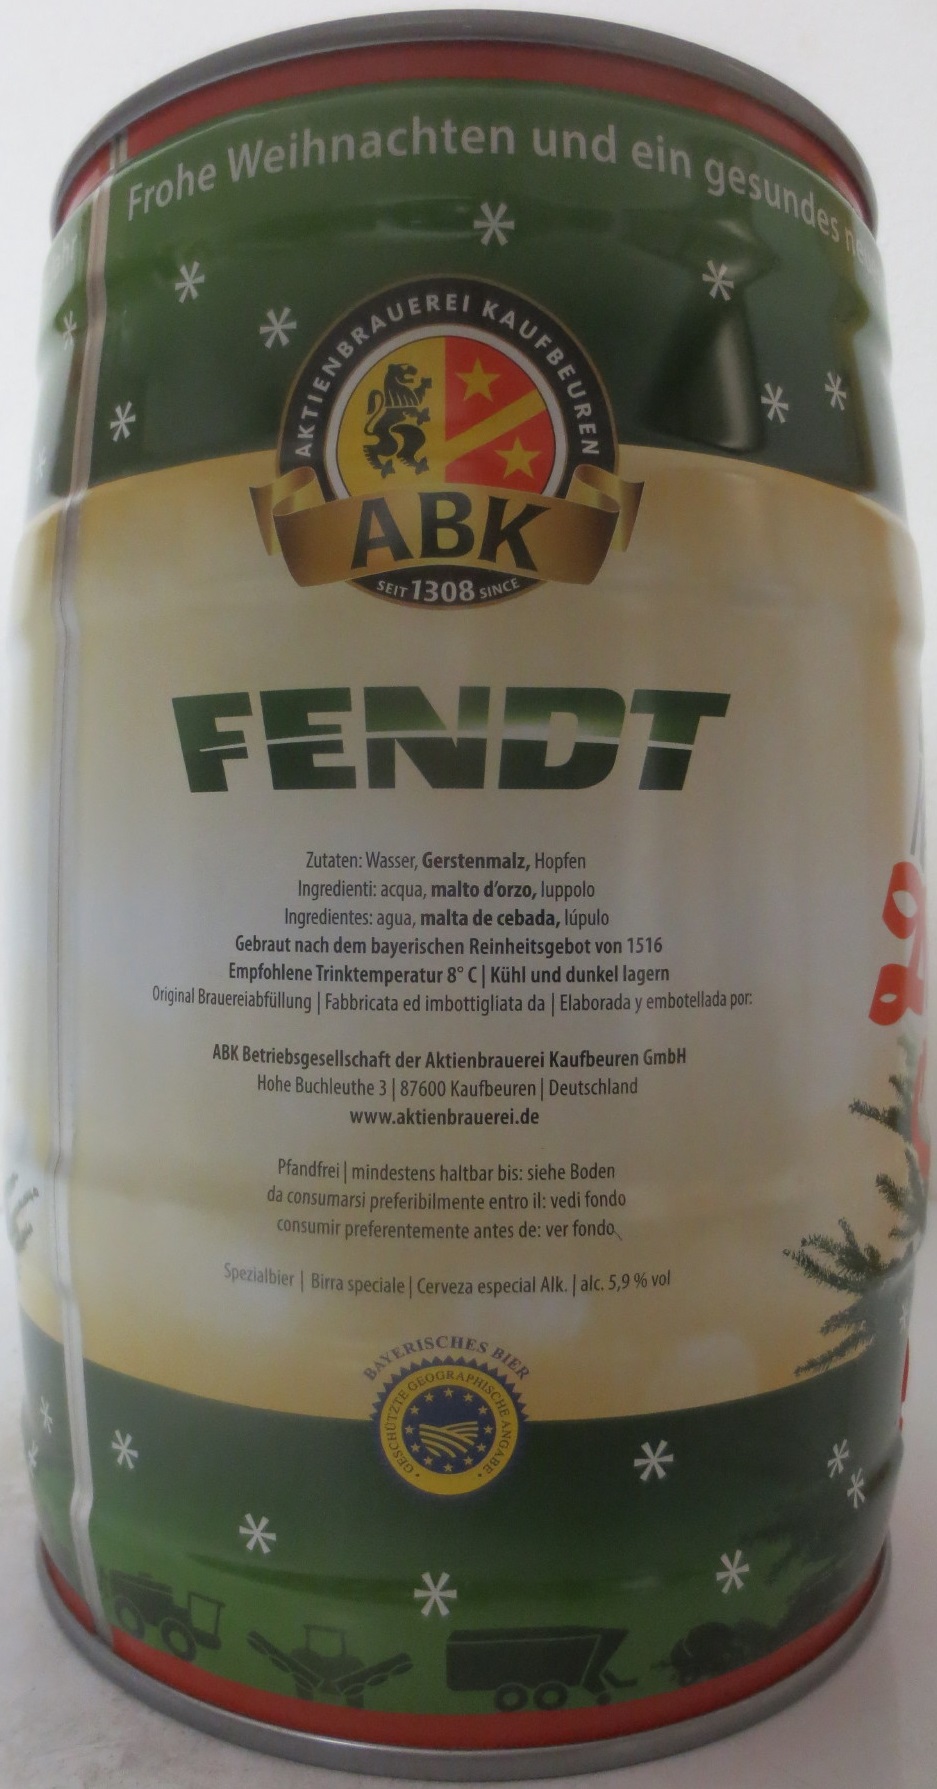 Frohe Weihnachten und ein gesundes
AKTIENBRAUEREI KAUFBEUREN
ABK
SEIT 1308 SINCE
FENDT
Zutaten: Wasser, Gerstenmalz, Hopfen
Ingredienti: acqua, malto d'orzo, luppolo
Ingredientes: agua, malta de cebada, lúpulo
Gebraut nach dem bayerischen Reinheitsgebot von 1516
Empfohlene Trinktemperatur 8° C | Kühl und dunkel lagern
Original Brauereiabfüllung | Fabbricata ed imbottigliata da | Elaborada y embotellada por:
ABK Betriebsgesellschaft der Aktienbrauerei Kaufbeuren GmbH
Hohe Buchleuthe 3 | 87600 Kaufbeuren | Deutschland
www.aktienbrauerei.de
Pfandfrei | mindestens haltbar bis: siehe Boden
da consumarsi preferibilmente entro il: vedi fondo
consumir preferentemente antes de: ver fondo
Spezialbier | Birra speciale | Cerveza especial Alk. | alc. 5,9 % vol
BAYERISCHES BIER
GESCHÜTZTE GEOGRAPHISCHE ANGABE